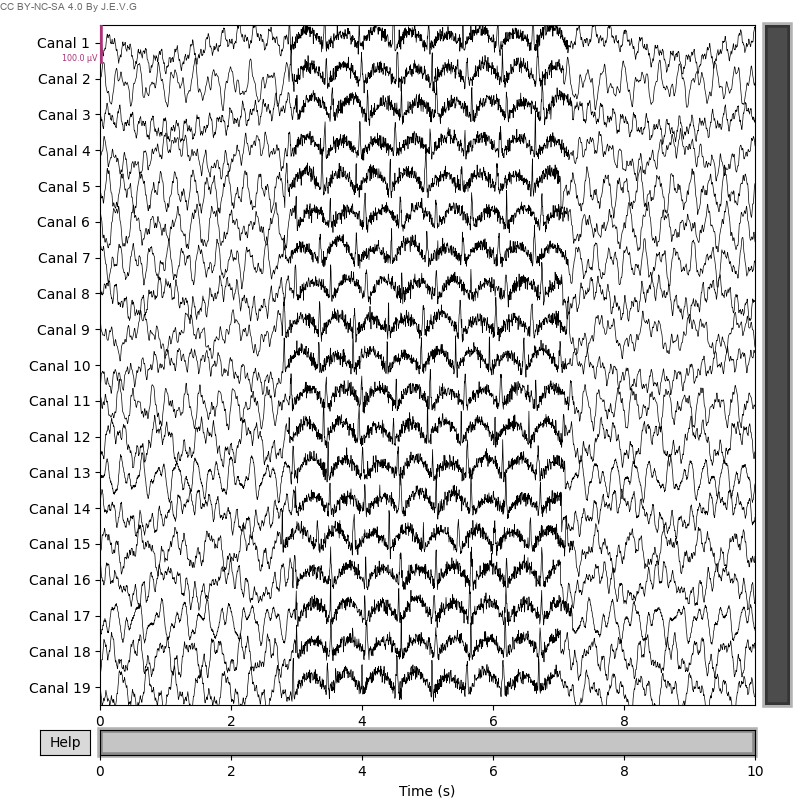 CC BY-NC-SA 4.0 By J.E.V.G
Canal 1
100.0 µV
Canal 2
Canal 3
Canal 4
Canal 5
Canal 6
Canal 7
Canal 8
Canal 9
Canal 10
Canal 11
Canal 12
Canal 13
Canal 14
Canal 15
Canal 16
Canal 17
Canal 18
Canal 19
0 2 4 6 8
Help
0 2 4 6 8 10
Time (s)